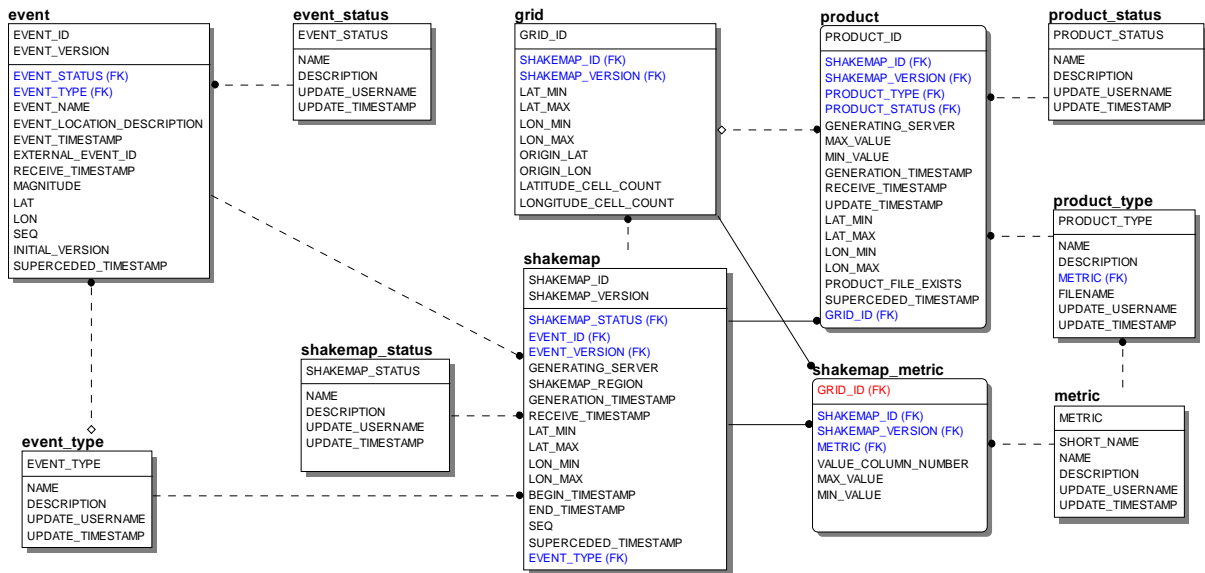 event
EVENT_ID
EVENT_VERSION
EVENT_STATUS (FK)
EVENT_TYPE (FK)
EVENT_NAME
EVENT_LOCATION_DESCRIPTION
EVENT_TIMESTAMP
EXTERNAL_EVENT_ID
RECEIVE_TIMESTAMP
MAGNITUDE
LAT
LON
SEQ
INITIAL_VERSION
SUPERCEDED_TIMESTAMP
event_status
EVENT_STATUS
NAME
DESCRIPTION
UPDATE_USERNAME
UPDATE_TIMESTAMP
grid
GRID_ID
SHAKEMAP_ID (FK)
SHAKEMAP_VERSION (FK)
LAT_MIN
LAT_MAX
LON_MIN
LON_MAX
ORIGIN_LAT
ORIGIN_LON
LATITUDE_CELL_COUNT
LONGITUDE_CELL_COUNT
product
PRODUCT_ID
SHAKEMAP_ID (FK)
SHAKEMAP_VERSION (FK)
PRODUCT_TYPE (FK)
PRODUCT_STATUS (FK)
GENERATING_SERVER
MAX_VALUE
MIN_VALUE
GENERATION_TIMESTAMP
RECEIVE_TIMESTAMP
UPDATE_TIMESTAMP
LAT_MIN
LAT_MAX
LON_MIN
LON_MAX
PRODUCT_FILE_EXISTS
SUPERCEDED_TIMESTAMP
GRID_ID (FK)
product_status
PRODUCT_STATUS
NAME
DESCRIPTION
UPDATE_USERNAME
UPDATE_TIMESTAMP
product_type
PRODUCT_TYPE
NAME
DESCRIPTION
METRIC (FK)
FILENAME
UPDATE_USERNAME
UPDATE_TIMESTAMP
shakemap
SHAKEMAP_ID
SHAKEMAP_VERSION
SHAKEMAP_STATUS (FK)
EVENT_ID (FK)
EVENT_VERSION (FK)
GENERATING_SERVER
SHAKEMAP_REGION
GENERATION_TIMESTAMP
RECEIVE_TIMESTAMP
LAT_MIN
LAT_MAX
LON_MIN
LON_MAX
BEGIN_TIMESTAMP
END_TIMESTAMP
SEQ
SUPERCEDED_TIMESTAMP
EVENT_TYPE (FK)
shakemap_status
SHAKEMAP_STATUS
NAME
DESCRIPTION
UPDATE_USERNAME
UPDATE_TIMESTAMP
shakemap_metric
GRID_ID (FK)
SHAKEMAP_ID (FK)
SHAKEMAP_VERSION (FK)
METRIC (FK)
VALUE_COLUMN_NUMBER
MAX_VALUE
MIN_VALUE
metric
METRIC
SHORT_NAME
NAME
DESCRIPTION
UPDATE_USERNAME
UPDATE_TIMESTAMP
event_type
EVENT_TYPE
NAME
DESCRIPTION
UPDATE_USERNAME
UPDATE_TIMESTAMP